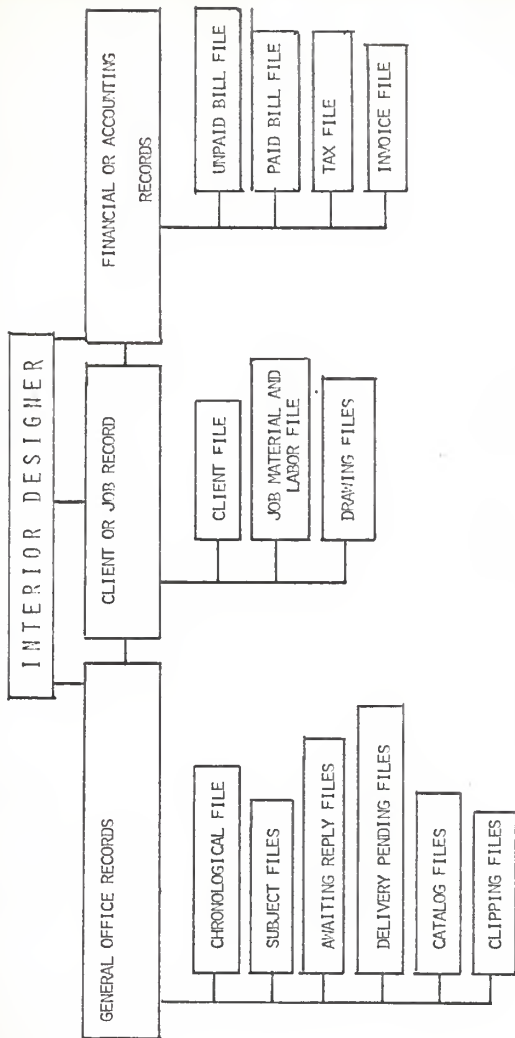 INTERIOR DESIGNER
GENERAL OFFICE RECORDS
CHRONOLOGICAL FILE
SUBJECT FILES
AWAITING REPLY FILES
DELIVERY PENDING FILES
CATALOG FILES
CLIPPING FILES
CLIENT OR JOB RECORD
CLIENT FILE
JOB MATERIAL AND
LABOR FILE
DRAWING FILES
FINANCIAL OR ACCOUNTING
RECORDS
UNPAID BILL FILE
PAID BILL FILE
TAX FILE
INVOICE FILE